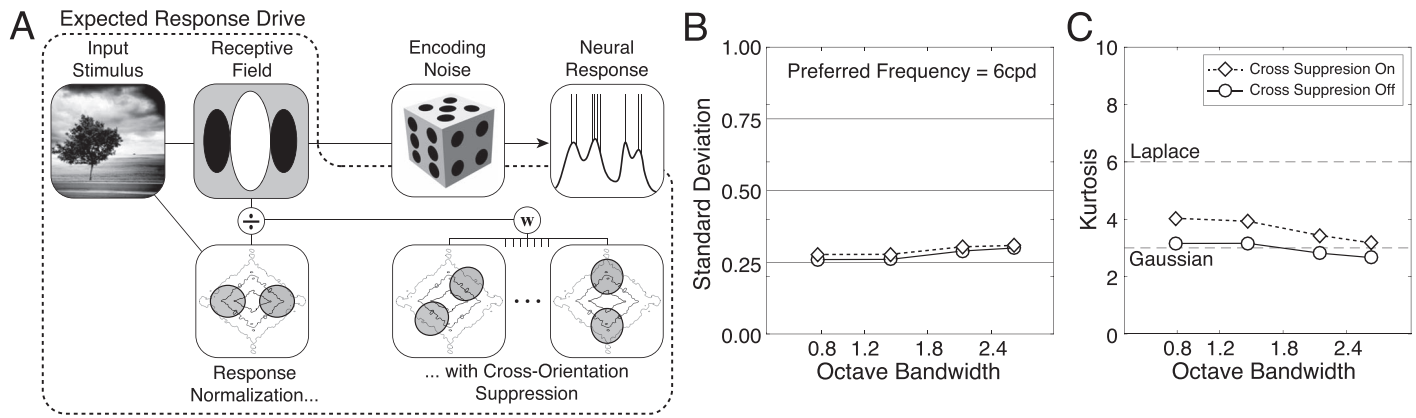 A
Expected Response Drive
Input
Stimulus
Receptive
Field
Encoding
Noise
Neural
Response
÷
w
...
Response
Normalization...
... with Cross-Orientation
Suppression
B
Preferred Frequency = 6cpd
Standard Deviation
1.00
0.75
0.50
0.25
0.00
0.8 1.2 1.8 2.4
Octave Bandwidth
C
Cross Suppresion On
Cross Suppresion Off
Kurtosis
10
8
6
4
2
0
Laplace
Gaussian
0.8 1.2 1.8 2.4
Octave Bandwidth